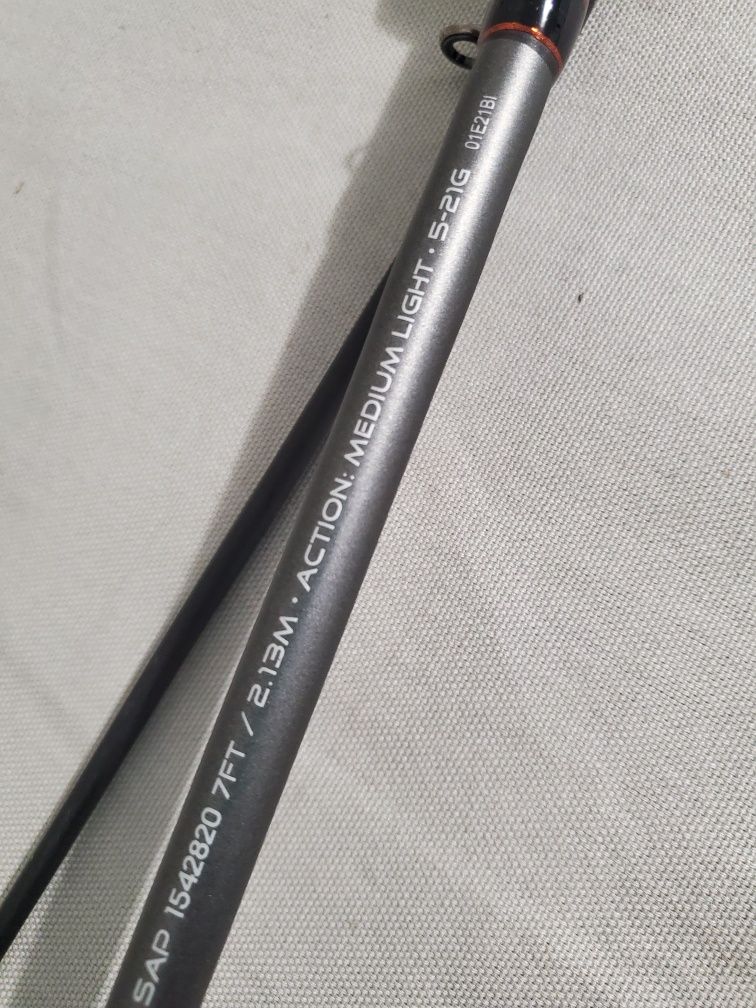 SAP 1542820 7FT / 2.13M • ACTION: MEDIUM LIGHT • 5-21G 01E21BI